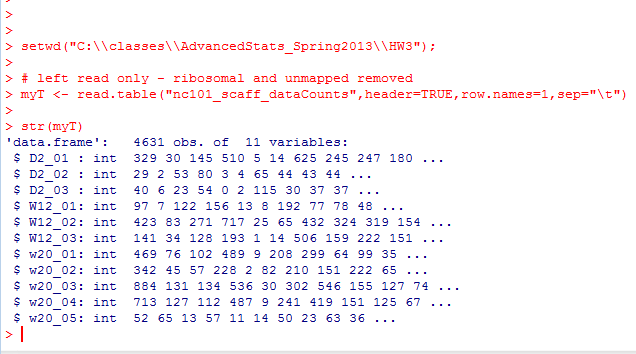 >
>
> setwd("C:\\classes\\AdvancedStats_Spring2013\\HW3");
>
> # left read only - ribosomal and unmapped removed
> myT <- read.table("nc101_scaff_dataCounts",header=TRUE,row.names=1,sep="\t")
>
> str(myT)
'data.frame':   4631 obs. of  11 variables:
 $ D2_01 : int  329 30 145 510 5 14 625 245 247 180 ...
 $ D2_02 : int  29 2 53 80 3 4 65 44 43 44 ...
 $ D2_03 : int  40 6 23 54 0 2 115 30 37 37 ...
 $ W12_01: int  97 7 122 156 13 8 192 77 78 48 ...
 $ W12_02: int  423 83 271 717 25 65 432 324 319 154 ...
 $ W12_03: int  141 34 128 193 1 14 506 159 222 151 ...
 $ w20_01: int  469 76 102 489 9 208 299 64 99 35 ...
 $ w20_02: int  342 45 57 228 2 82 210 151 222 65 ...
 $ w20_03: int  884 131 134 536 30 302 546 155 127 74 ...
 $ w20_04: int  713 127 112 487 9 241 419 151 125 67 ...
 $ w20_05: int  52 65 13 57 11 14 50 23 63 36 ...
>